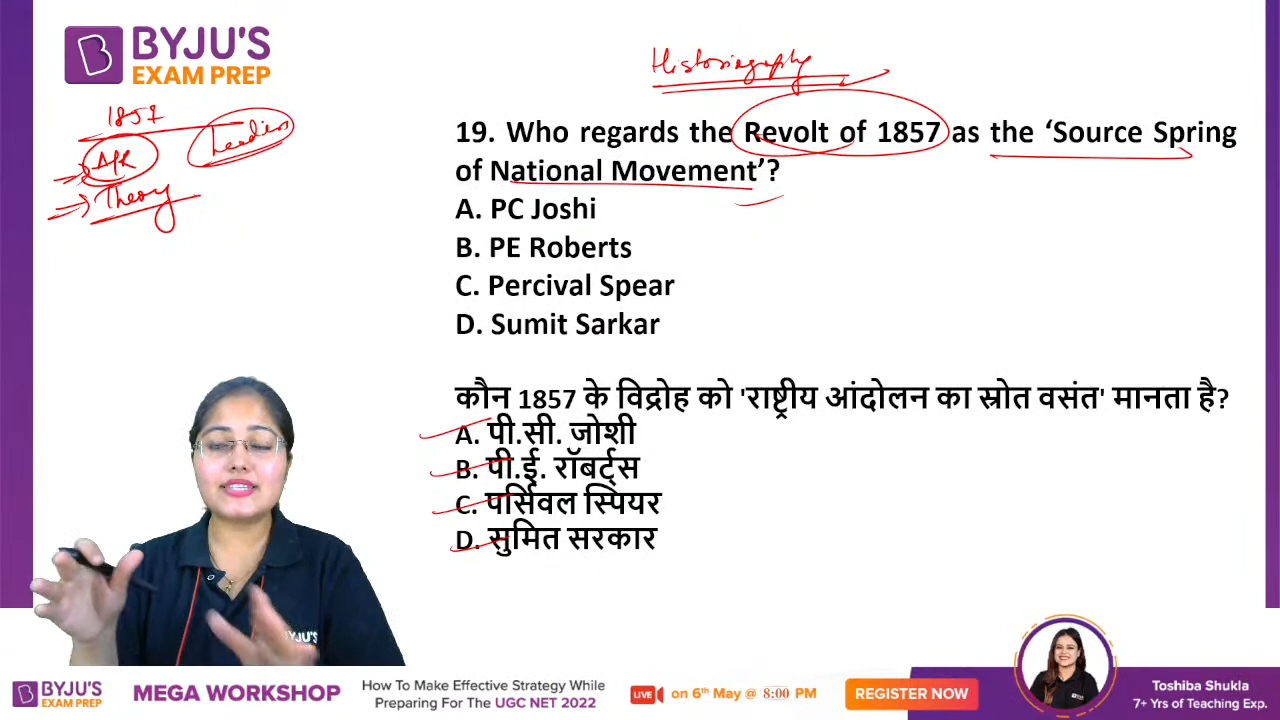 BYJU'S
EXAM PREP
Historiography
1857
A/R
Leaders
Theory
19. Who regards the Revolt of 1857 as the ‘Source Spring
of National Movement’?
A. PC Joshi
B. PE Roberts
C. Percival Spear
D. Sumit Sarkar
कौन 1857 के विद्रोह को 'राष्ट्रीय आंदोलन का स्रोत वसंत' मानता है?
A. पी.सी. जोशी
B. पी.ई. रॉबर्ट्स
C. पर्सिवल स्पियर
D. सुमित सरकार
BYJU'S
BYJU'S
EXAM PREP
MEGA WORKSHOP
How To Make Effective Strategy While
Preparing For The UGC NET 2022
LIVE on 6th May @ 8:00 PM
REGISTER NOW
Toshiba Shukla
7+ Yrs of Teaching Exp.